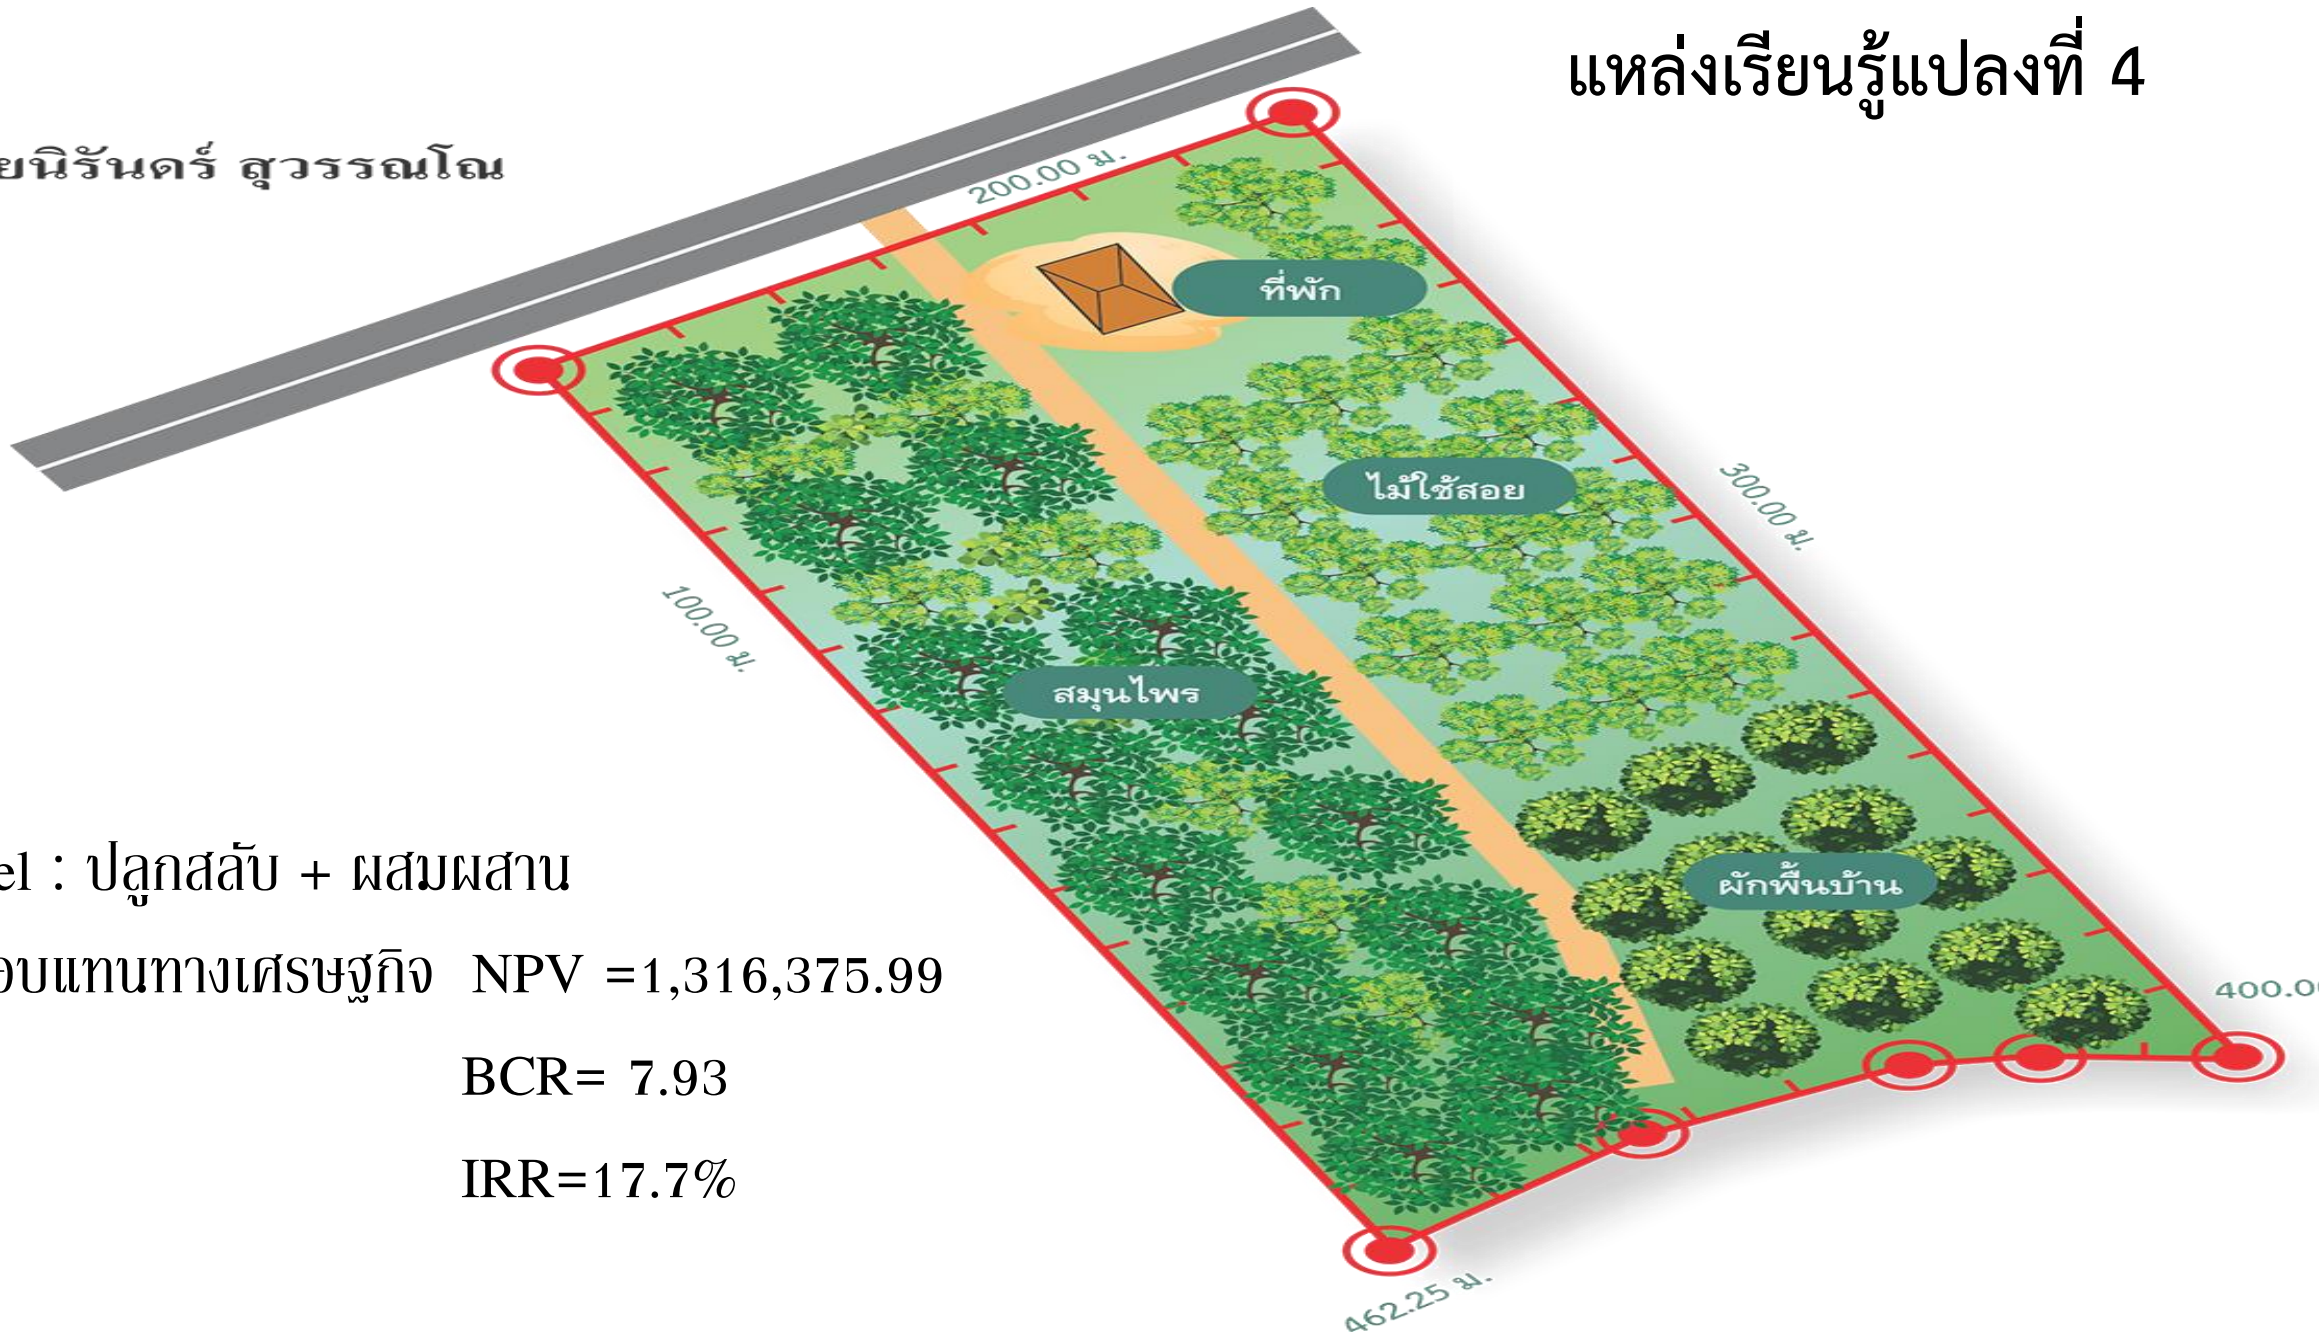 แหล่งเรียนรู้แปลงที่ 4
ยนิรันดร์ สุวรรณโณ
200.00 ม.
ที่พัก
ไม้ใช้สอย
300.00 ม.
100.00 ม.
สมุนไพร
el : ปลูกสลับ + ผสมผสาน
ผักพื้นบ้าน
อบแทนทางเศรษฐกิจ NPV =1,316,375.99
400.0
BCR= 7.93
IRR=17.7%
462.25 ม.